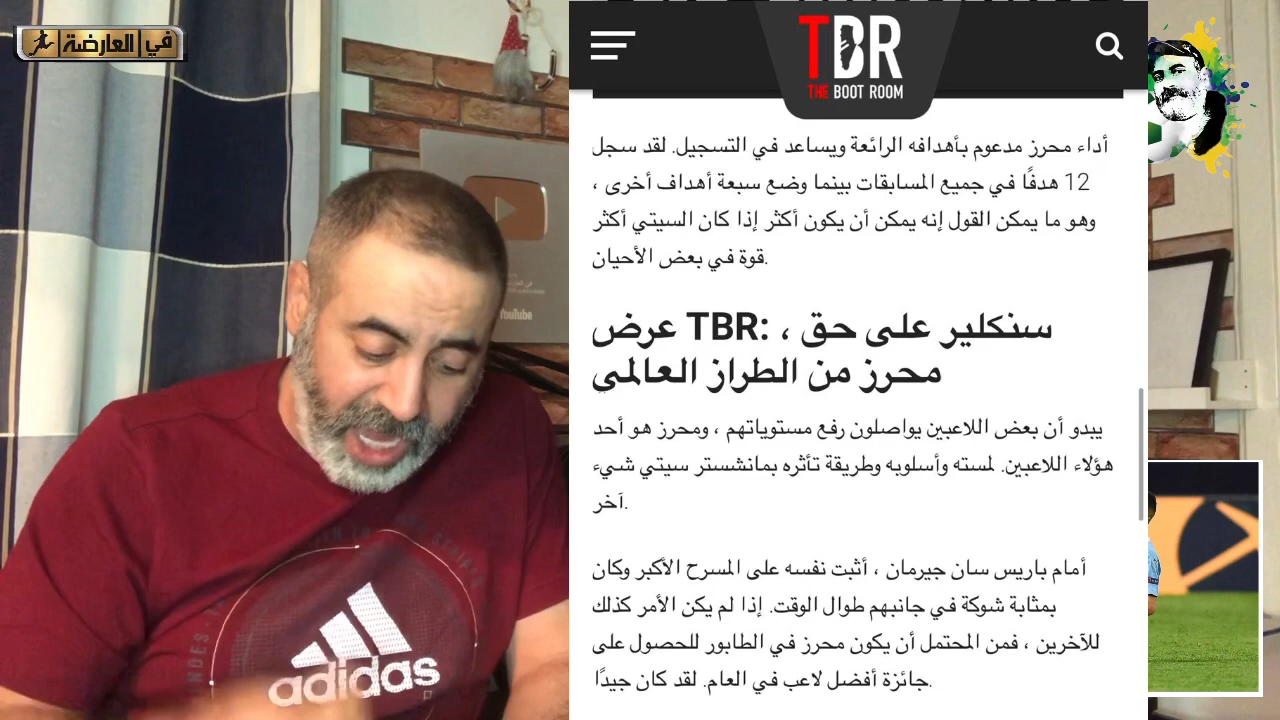 في العارضة
TBR
THE BOOT ROOM
أداء محرز مدعوم بأهدافه الرائعة ويساعد في التسجيل. لقد سجل
12 هدفًا في جميع المسابقات بينما وضع سبعة أهداف أخرى ،
وهو ما يمكن القول إنه يمكن أن يكون أكثر إذا كان السيتي أكثر
قوة في بعض الأحيان.
سنكلير على حق ، :TBR عرض
محرز من الطراز العالمي
يبدو أن بعض اللاعبين يواصلون رفع مستوياتهم ، ومحرز هو أحد
هؤلاء اللاعبين. لمسته وأسلوبه وطريقة تأثره بمانشستر سيتي شيء
آخر.
أمام باريس سان جيرمان ، أثبت نفسه على المسرح الأكبر وكان
بمثابة شوكة في جانبهم طوال الوقت. إذا لم يكن الأمر كذلك
للآخرين ، فمن المحتمل أن يكون محرز في الطابور للحصول على
جائزة أفضل لاعب في العام. لقد كان جيدًا.
YouTube
adidas